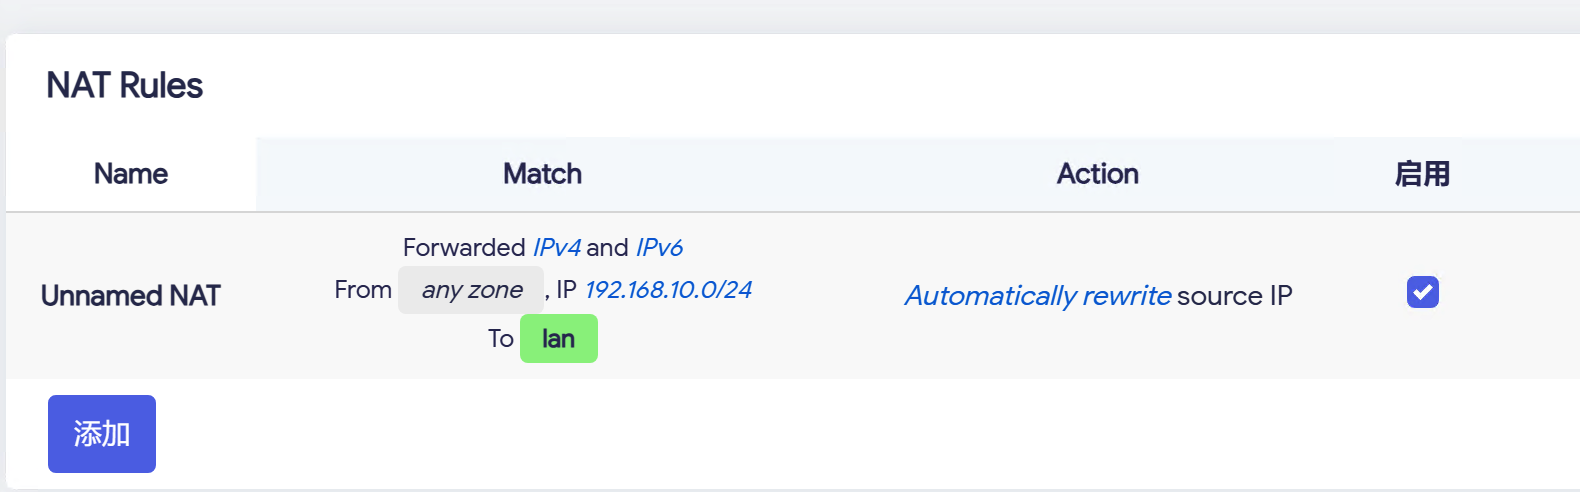 NAT Rules
Name Match Action 启用
Forwarded IPv4 and IPv6
From any zone , IP 192.168.10.0/24
Unnamed NAT Automatically rewrite source IP
To lan
添加